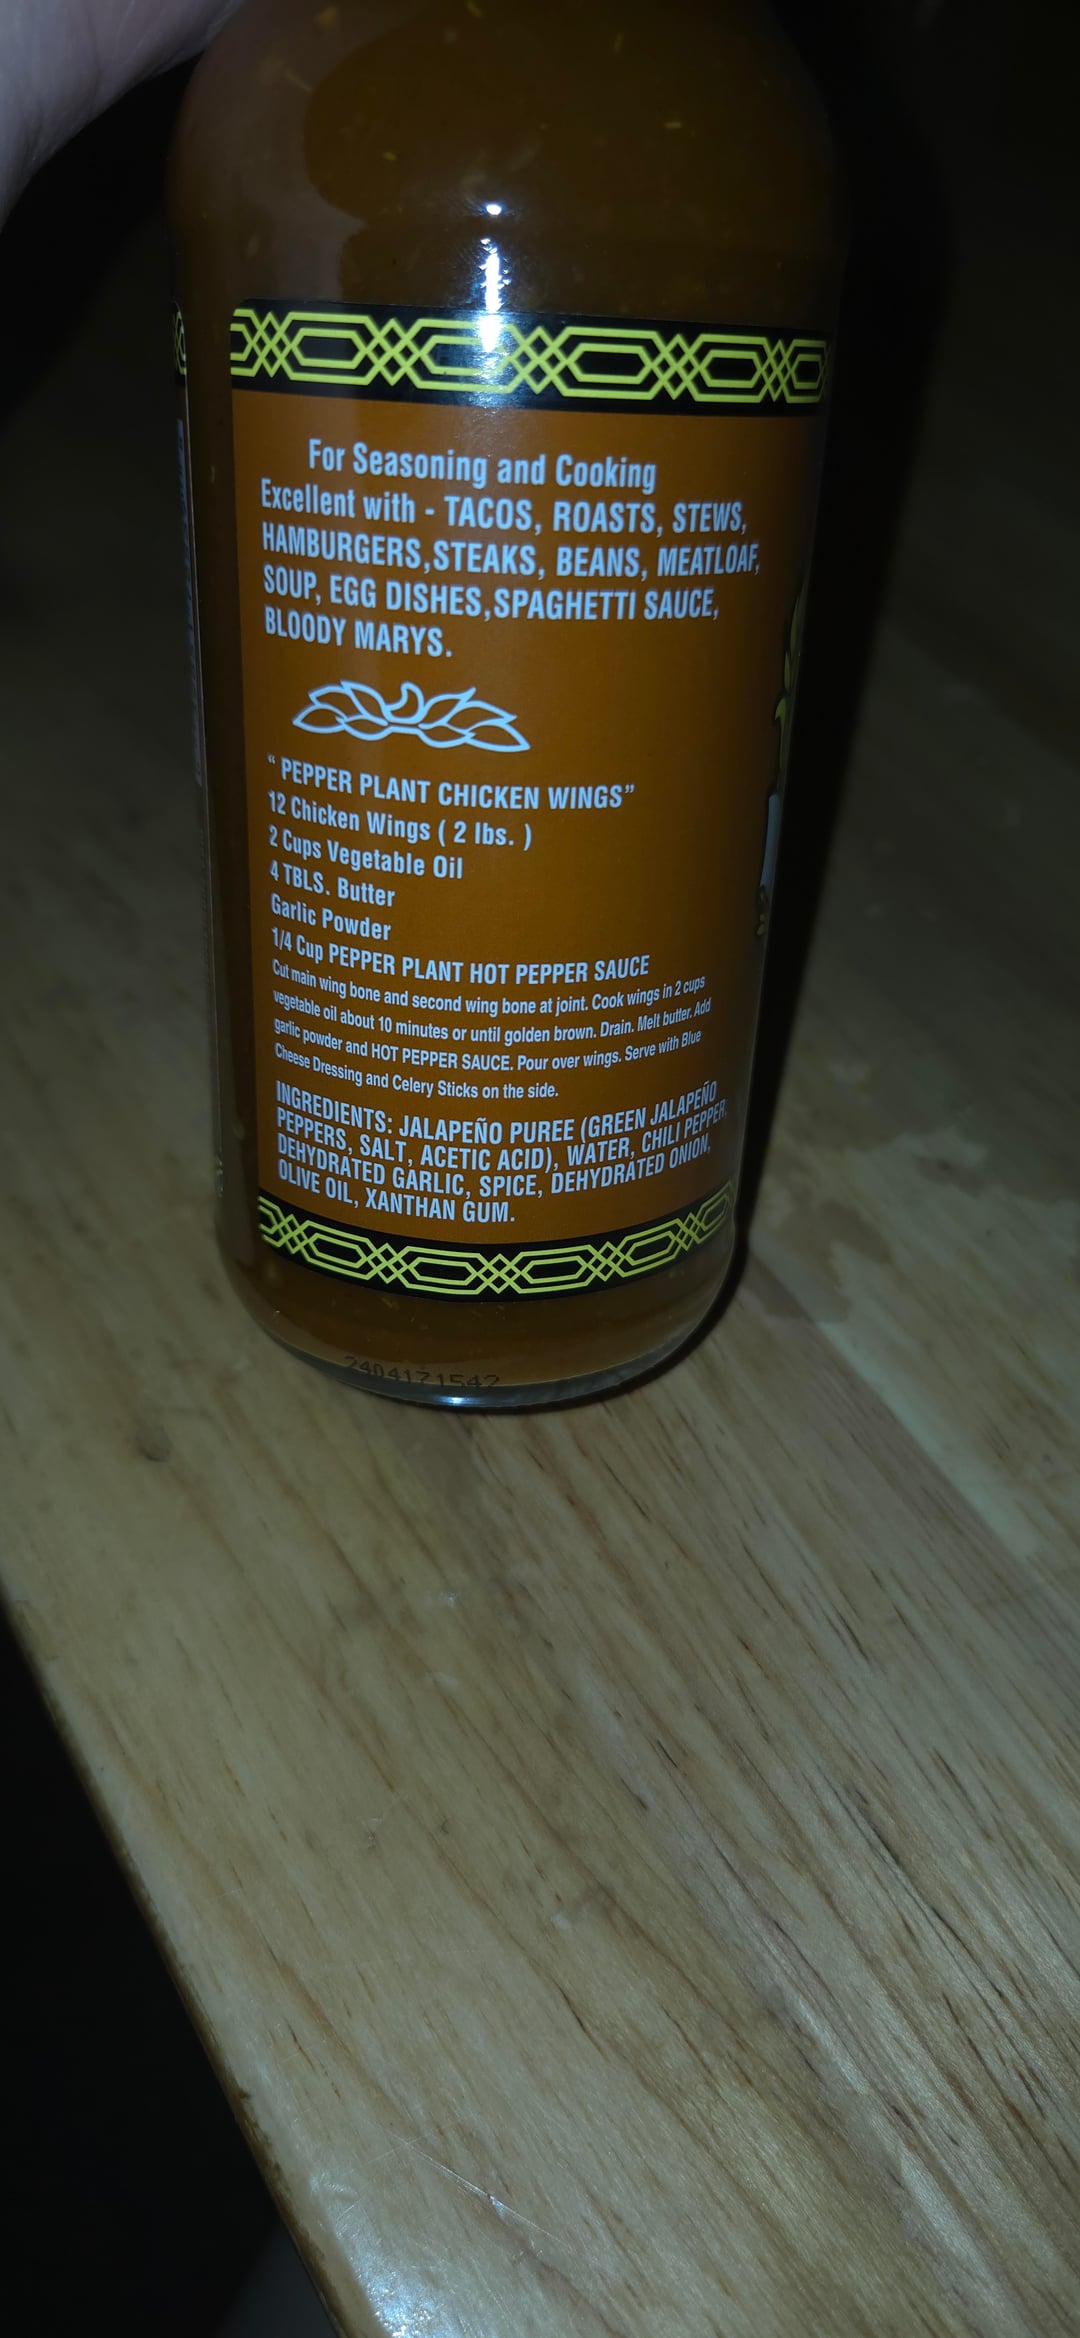 For Seasoning and Cooking
Excellent with - TACOS, ROASTS, STEWS,
HAMBURGERS,STEAKS, BEANS, MEATLOAF,
SOUP, EGG DISHES,SPAGHETTI SAUCE,
BLOODY MARYS.
“ PEPPER PLANT CHICKEN WINGS”
12 Chicken Wings ( 2 lbs. )
2 Cups Vegetable Oil
4 TBLS. Butter
Garlic Powder
1/4 Cup PEPPER PLANT HOT PEPPER SAUCE
Cut main wing bone and second wing bone at joint. Cook wings in 2 cups
vegetable oil about 10 minutes or until golden brown. Drain. Melt butter. Add
garlic powder and HOT PEPPER SAUCE. Pour over wings. Serve with Blue
Cheese Dressing and Celery Sticks on the side.
INGREDIENTS: JALAPEÑO PUREE (GREEN JALAPEÑO
PEPPERS, SALT, ACETIC ACID), WATER, CHILI PEPPER,
DEHYDRATED GARLIC, SPICE, DEHYDRATED ONION,
OLIVE OIL, XANTHAN GUM.
2404171542